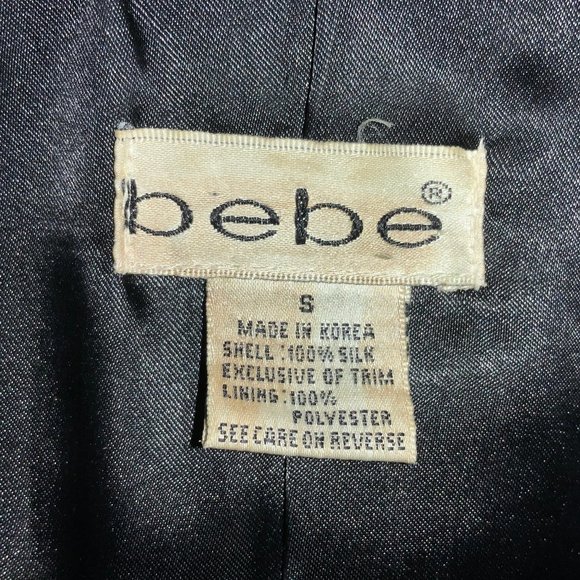 bebe®
S
MADE IN KOREA
SHELL :100% SILK
EXCLUSIVE OF TRIM
LINING:100%
POLYESTER
SEE CARE ON REVERSE